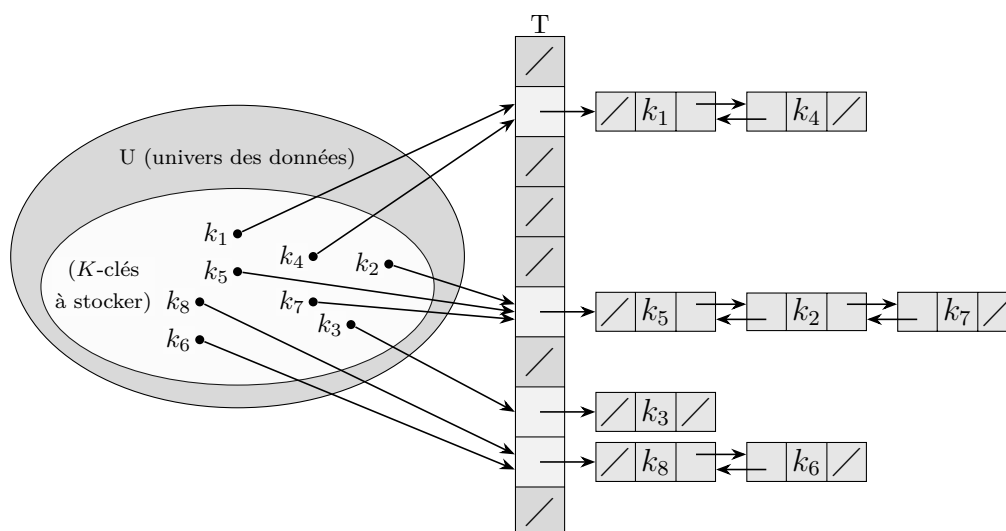 T
U (univers des données)
(K-clés
à stocker)
k1
k4
k2
k5
k8
k7
k3
k6
k1 k4
k5 k2 k7
k3
k8 k6